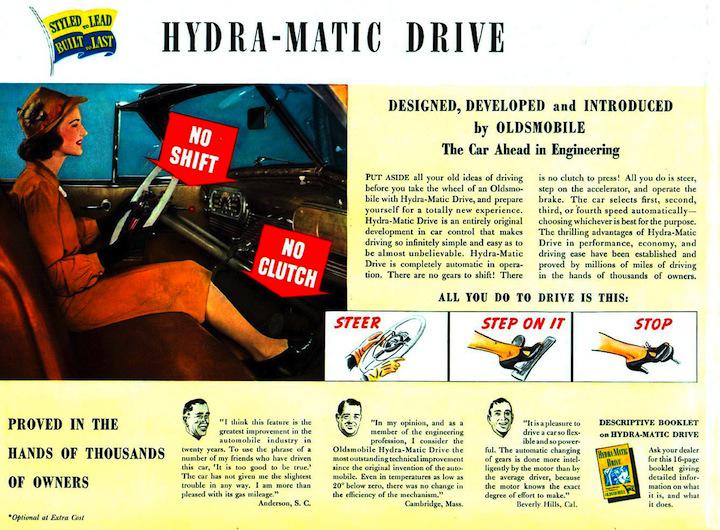 STYLED to LEAD
BUILT to LAST
HYDRA-MATIC DRIVE
NO
SHIFT
NO
CLUTCH
DESIGNED, DEVELOPED and INTRODUCED
by OLDSMOBILE
The Car Ahead in Engineering
PUT ASIDE all your old ideas of driving
before you take the wheel of an Oldsmo-
bile with Hydra-Matic Drive, and prepare
yourself for a totally new experience.
Hydra-Matic Drive is an entirely original
development in car control that makes
driving so infinitely simple and easy as to
be almost unbelievable. Hydra-Matic
Drive is completely automatic in opera-
tion. There are no gears to shift! There
is no clutch to press! All you do is steer,
step on the accelerator, and operate the
brake. The car selects first, second,
third, or fourth speed automatically—
choosing whichever is best for the purpose.
The thrilling advantages of Hydra-Matic
Drive in performance, economy, and
driving ease have been established and
proved by millions of miles of driving
in the hands of thousands of owners.
ALL YOU DO TO DRIVE IS THIS:
STEER
STEP ON IT
STOP
PROVED IN THE
HANDS OF THOUSANDS
OF OWNERS
*Optional at Extra Cost
"I think this feature is the
greatest improvement in the
automobile industry in
twenty years. To use the phrase of a
number of my friends who have driven
this car, 'It is too good to be true.'
The car has not given me the slightest
trouble in any way. I am more than
pleased with its gas mileage."
Anderson, S. C.
"In my opinion, and as a
member of the engineering
profession, I consider the
Oldsmobile Hydra-Matic Drive the
most outstanding technical improvement
since the original invention of the auto-
mobile. Even in temperatures as low as
20° below zero, there was no change in
the efficiency of the mechanism."
Cambridge, Mass.
"It is a pleasure to
drive a car so flex-
ible and so power-
ful. The automatic changing
of gears is done more intel-
ligently by the motor than by
the average driver, because
the motor knows the exact
degree of effort to make."
Beverly Hills, Cal.
DESCRIPTIVE BOOKLET
on HYDRA-MATIC DRIVE
HYDRA-MATIC
DRIVE
OLDSMOBILE
Ask your dealer
for this 16-page
booklet giving
detailed infor-
mation on what
it is, and what
it does.